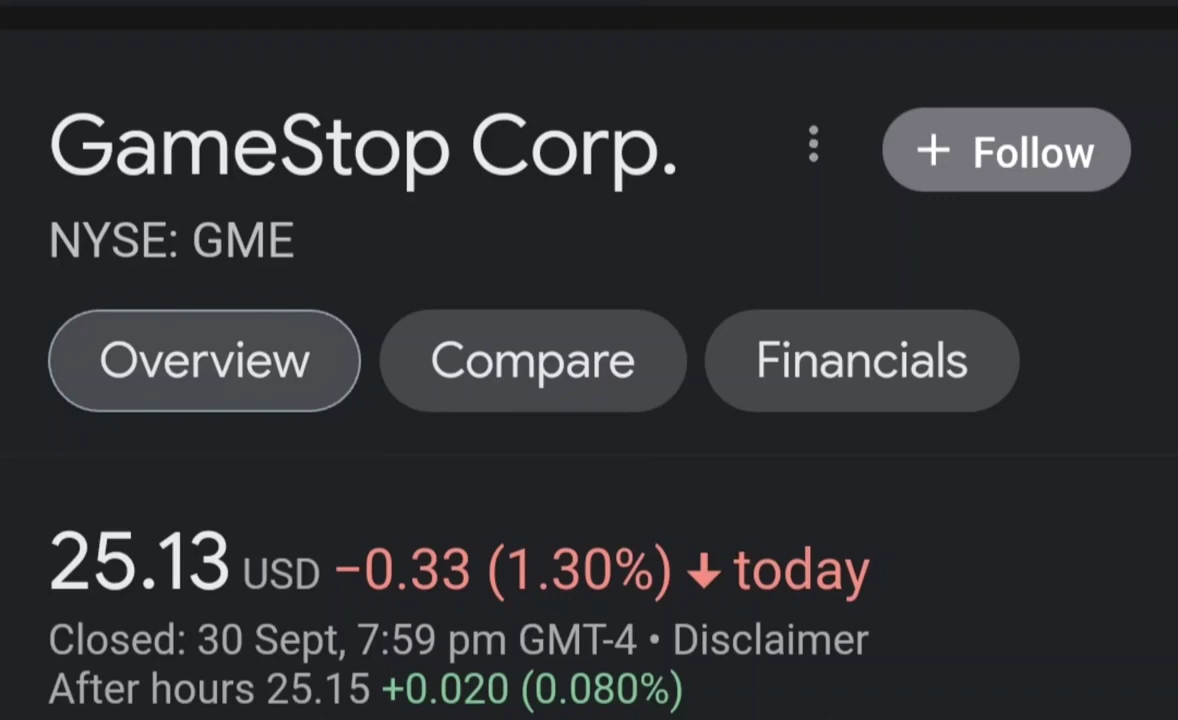 GameStop Corp.
+ Follow
NYSE: GME
Overview Compare Financials
25.13 USD −0.33 (1.30%) ↓ today
Closed: 30 Sept, 7:59 pm GMT-4 • Disclaimer
After hours 25.15 +0.020 (0.080%)